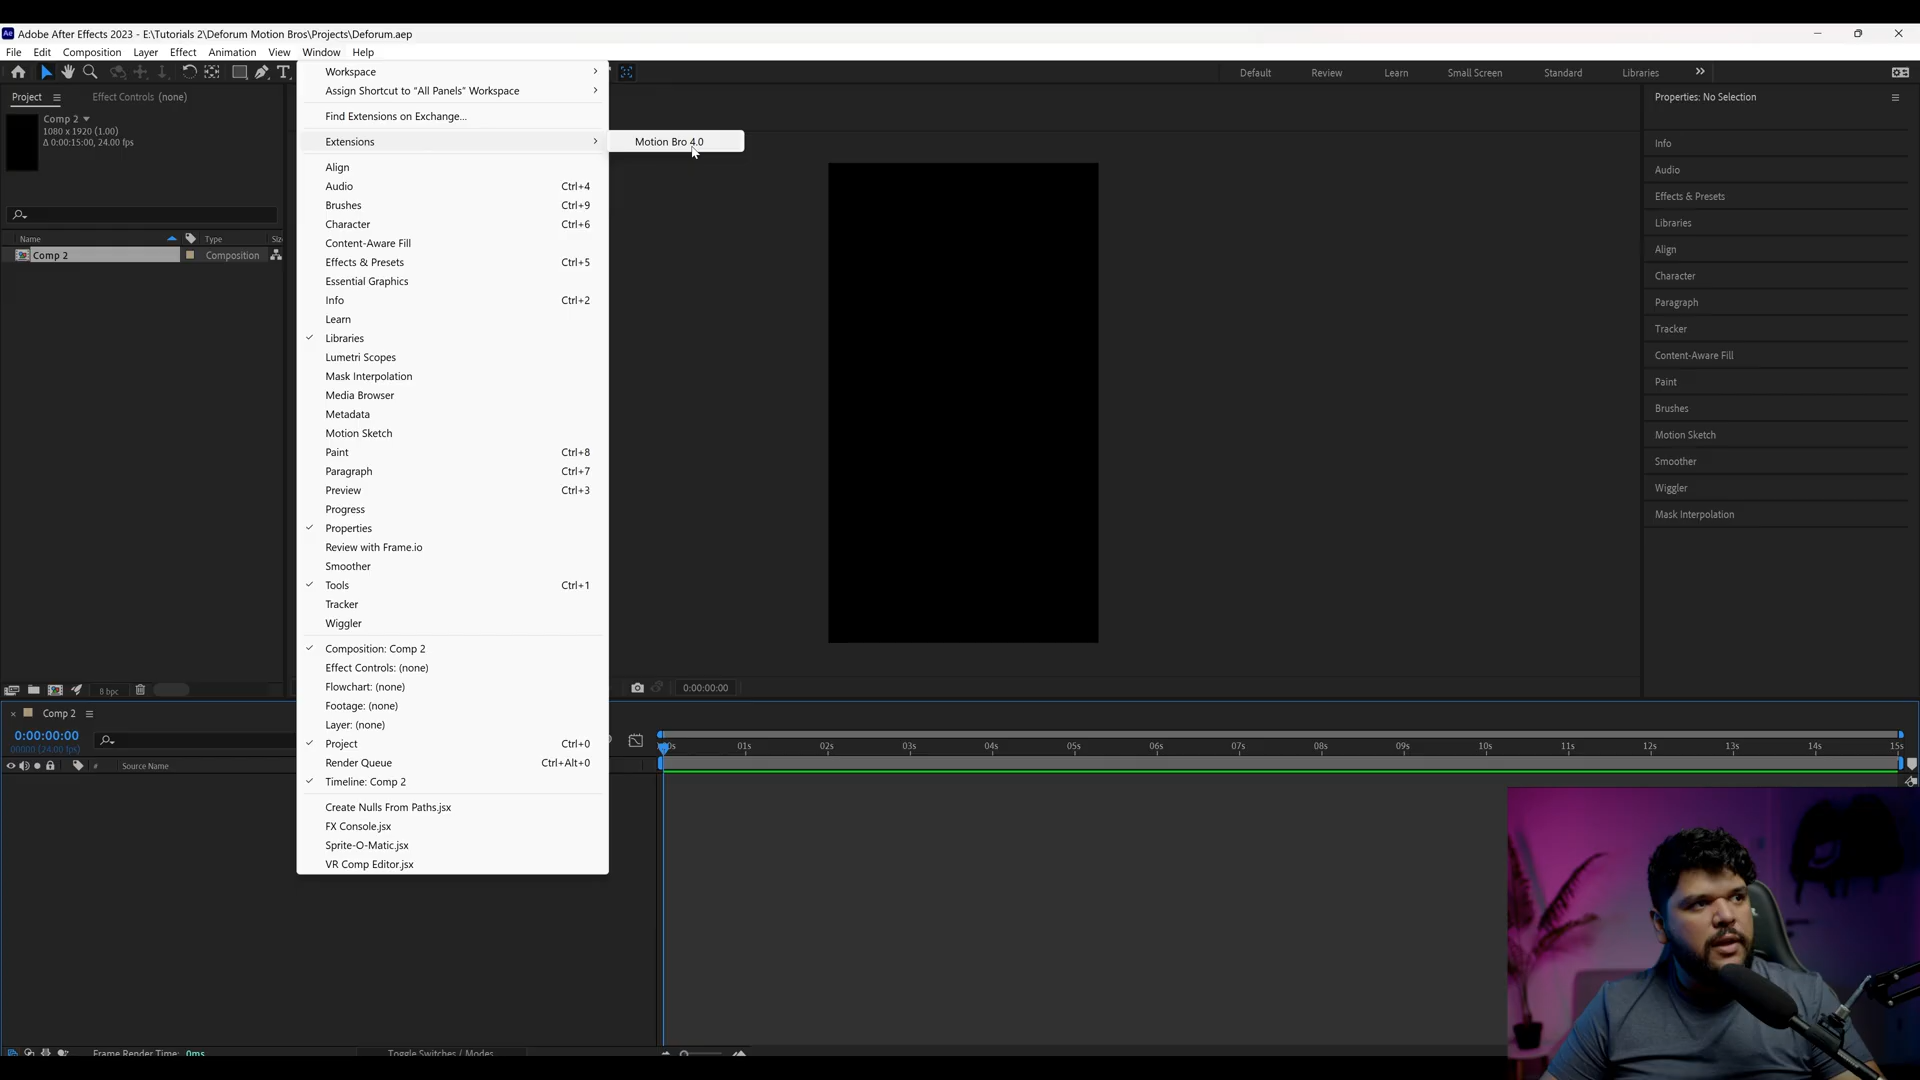 Adobe After Effects 2023 - E:\Tutorials 2\Deforum Motion Bros\Projects\Deforum.aep
File Edit Composition Layer Effect Animation View Window Help
Default Review Learn Small Screen Standard Libraries
Project Effect Controls (none)
Comp 2
1080 x 1920 (1.00)
Δ 0:00:15:00, 24.00 fps
Name Type Siz
Comp 2 Composition
8 bpc
Workspace
Assign Shortcut to "All Panels" Workspace
Find Extensions on Exchange...
Extensions
Motion Bro 4.0
Align
Audio Ctrl+4
Brushes Ctrl+9
Character Ctrl+6
Content-Aware Fill
Effects & Presets Ctrl+5
Essential Graphics
Info Ctrl+2
Learn
Libraries
Lumetri Scopes
Mask Interpolation
Media Browser
Metadata
Motion Sketch
Paint Ctrl+8
Paragraph Ctrl+7
Preview Ctrl+3
Progress
Properties
Review with Frame.io
Smoother
Tools Ctrl+1
Tracker
Wiggler
Composition: Comp 2
Effect Controls: (none)
Flowchart: (none)
Footage: (none)
Layer: (none)
Project Ctrl+0
Render Queue Ctrl+Alt+0
Timeline: Comp 2
Create Nulls From Paths.jsx
FX Console.jsx
Sprite-O-Matic.jsx
VR Comp Editor.jsx
Properties: No Selection
Info
Audio
Effects & Presets
Libraries
Align
Character
Paragraph
Tracker
Content-Aware Fill
Paint
Brushes
Motion Sketch
Smoother
Wiggler
Mask Interpolation
0:00:00:00
Comp 2
0:00:00:00
00000 (24.00 fps)
# Source Name
01s 02s 03s 04s 05s 06s 07s 08s 09s 10s 11s 12s 13s 14s 15s
Frame Render Time: 0ms
Toggle Switches / Modes